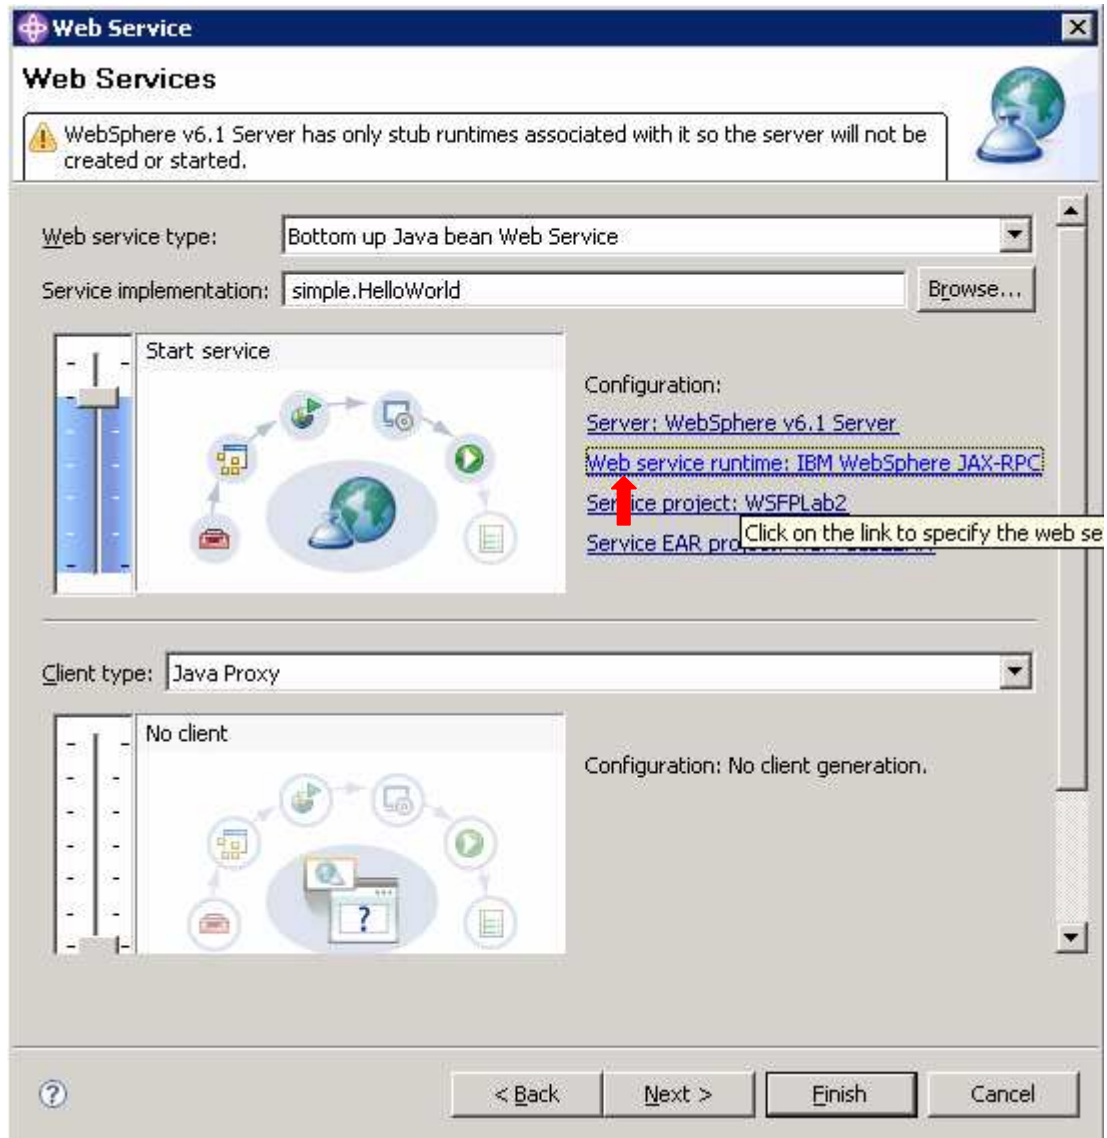 Web Service
Web Services
WebSphere v6.1 Server has only stub runtimes associated with it so the server will not be
created or started.
Web service type:
Bottom up Java bean Web Service
Service implementation:
simple.HelloWorld
Browse...
Start service
Configuration:
Server: WebSphere v6.1 Server
Web service runtime: IBM WebSphere JAX-RPC
Service project: WSFPLab2
Click on the link to specify the web se
Service EAR
Client type:
Java Proxy
No client
Configuration: No client generation.
?
?
< Back
Next >
Finish
Cancel